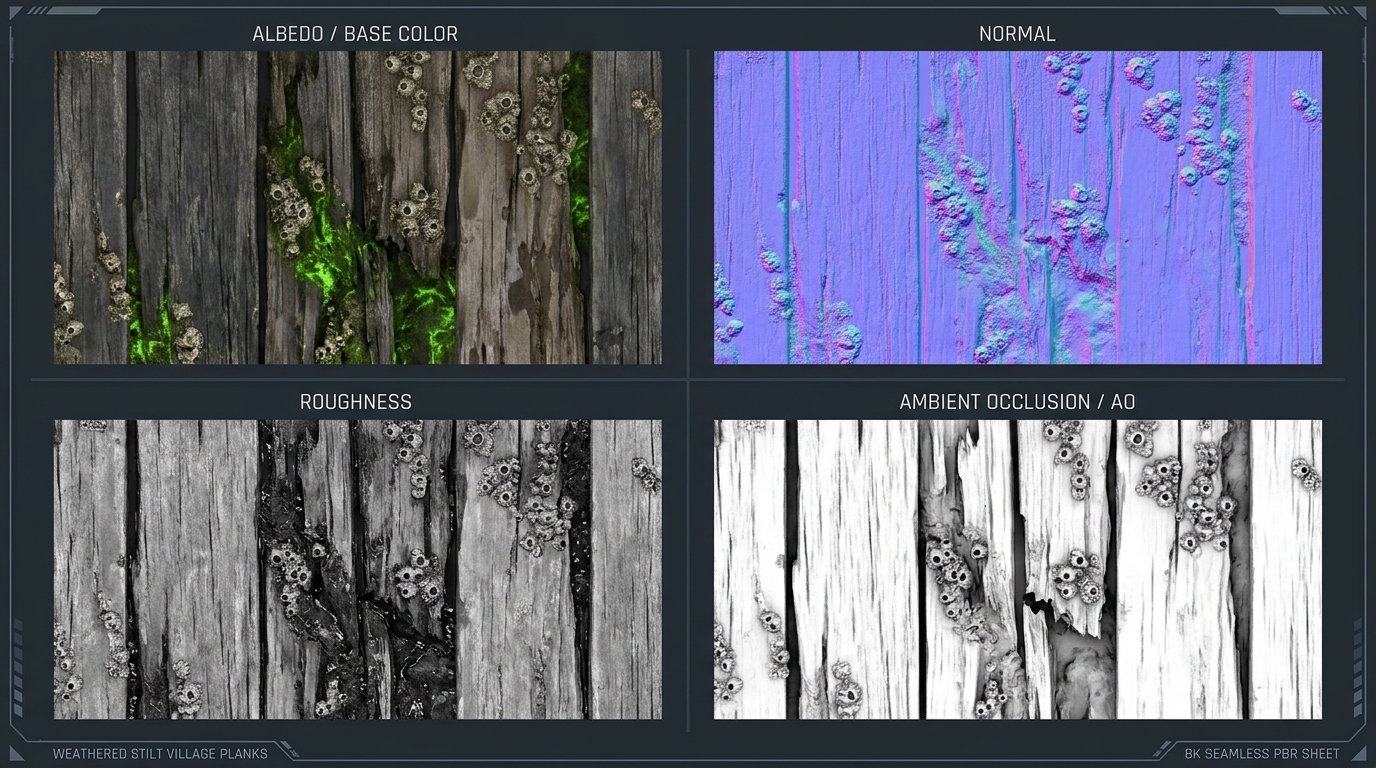 ALBEDO / BASE COLOR
NORMAL
ROUGHNESS
AMBIENT OCCLUSION / AO
WEATHERED STILT VILLAGE PLANKS
8K SEAMLESS PBR SHEET